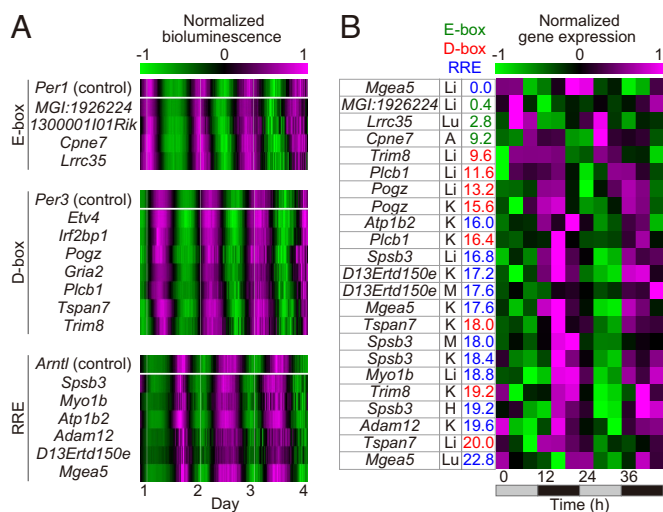 A
Normalized
bioluminescence
-1 0 1
E-box
Per1 (control)
MGI:1926224
1300001I01Rik
Cpne7
Lrrc35
D-box
Per3 (control)
Etv4
Irf2bp1
Pogz
Gria2
Plcb1
Tspan7
Trim8
RRE
Arntl (control)
Spsb3
Myo1b
Atp1b2
Adam12
D13Ertd150e
Mgea5
1 2 3 4
Day
B
E-box
D-box
RRE
Normalized
gene expression
-1 0 1
Mgea5 Li 0.0
MGI:1926224 Li 0.4
Lrrc35 Lu 2.8
Cpne7 A 9.2
Trim8 Li 9.6
Plcb1 Li 11.6
Pogz Li 13.2
Pogz K 15.6
Atp1b2 K 16.0
Plcb1 K 16.4
Spsb3 Li 16.8
D13Ertd150e K 17.2
D13Ertd150e M 17.6
Mgea5 K 17.6
Tspan7 K 18.0
Spsb3 M 18.0
Spsb3 K 18.4
Myo1b Li 18.8
Trim8 K 19.2
Spsb3 H 19.2
Adam12 K 19.6
Tspan7 Li 20.0
Mgea5 Lu 22.8
0 12 24 36
Time (h)